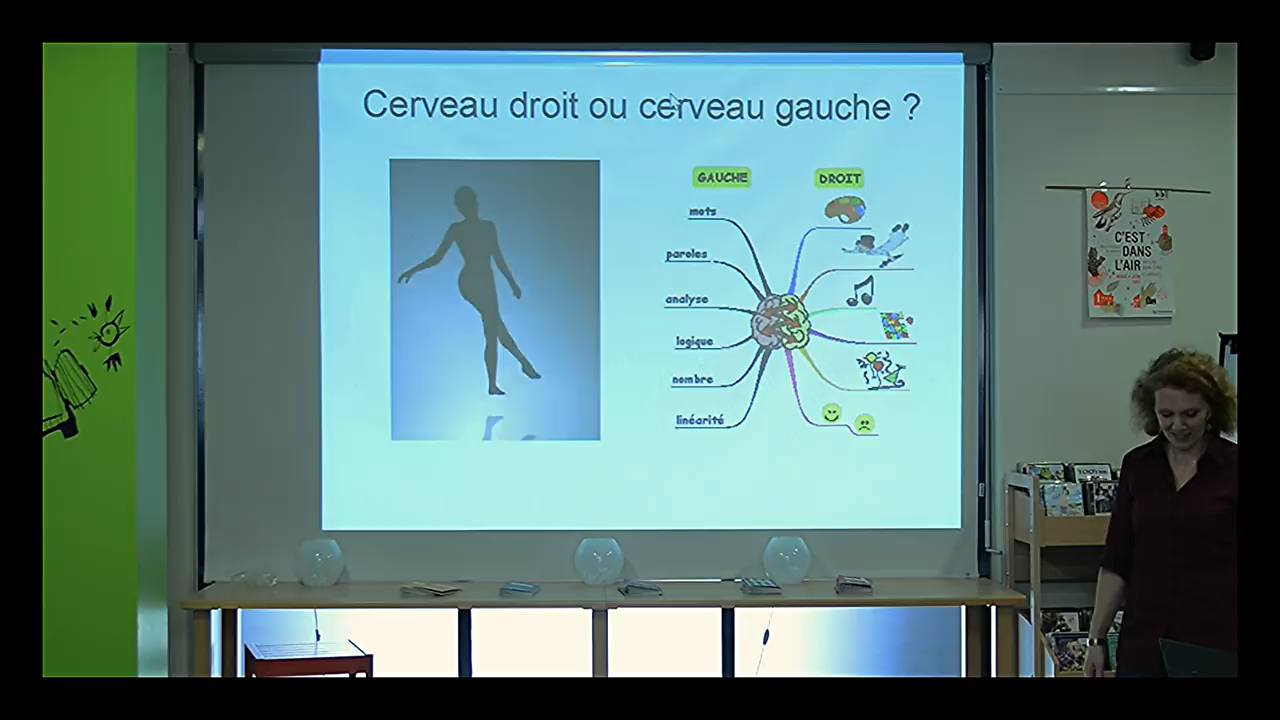 Cerveau droit ou cerveau gauche ?
GAUCHE
DROIT
mots
paroles
analyse
logique
nombre
linéarité
C'EST
DANS
L'AIR